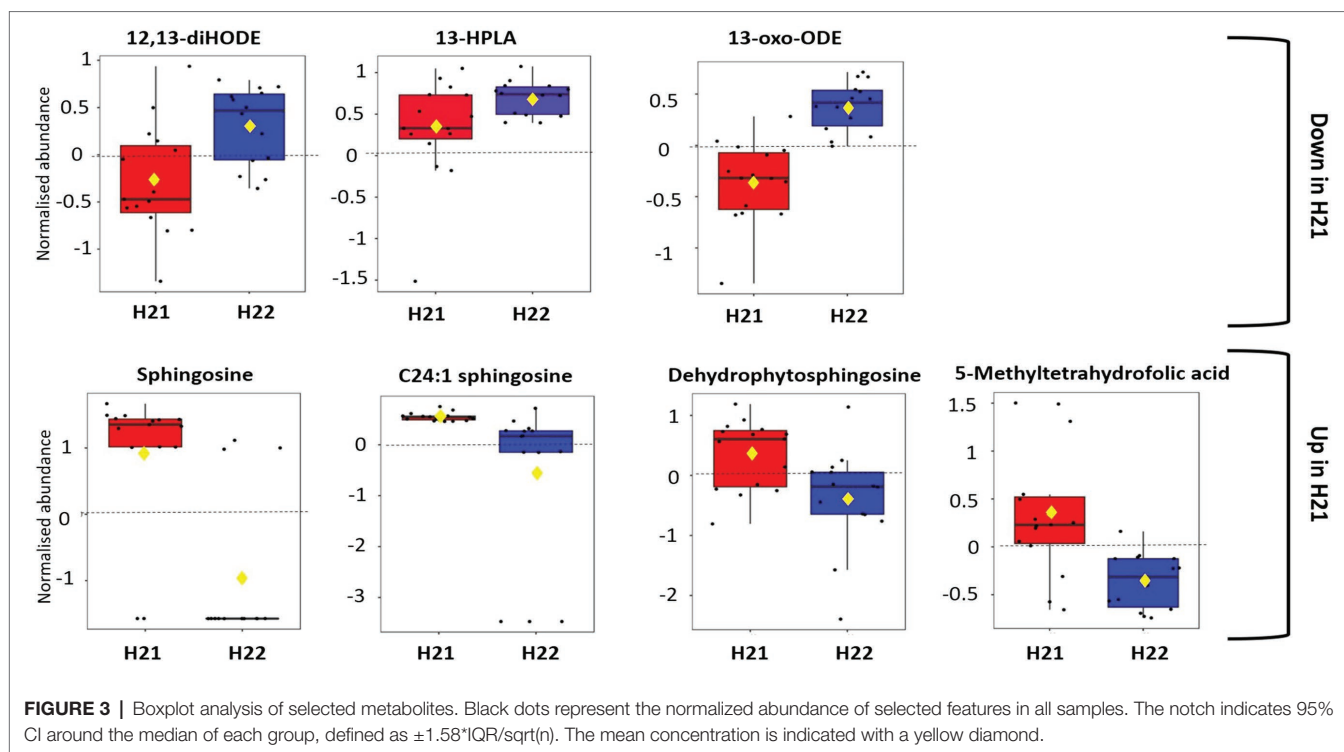 12,13-diHODE
13-HPLA
13-oxo-ODE
Normalised abundance
1
0.5
0
-0.5
-1
H21
H22
1
0.5
0
0.5
-1
-1.5
H21
H22
0.5
0
-0.5
-1
H21
H22
Down in H21
Sphingosine
C24:1 sphingosine
Dehydrophytosphingosine
5-Methyltetrahydrofolic acid
Normalised abundance
1
0
-1
H21
H22
0
-1
-2
-3
H21
H22
1
0
-1
-2
H21
H22
1.5
1
0.5
0
-0.5
H21
H22
Up in H21
FIGURE 3 | Boxplot analysis of selected metabolites. Black dots represent the normalized abundance of selected features in all samples. The notch indicates 95%
CI around the median of each group, defined as ±1.58*IQR/sqrt(n). The mean concentration is indicated with a yellow diamond.